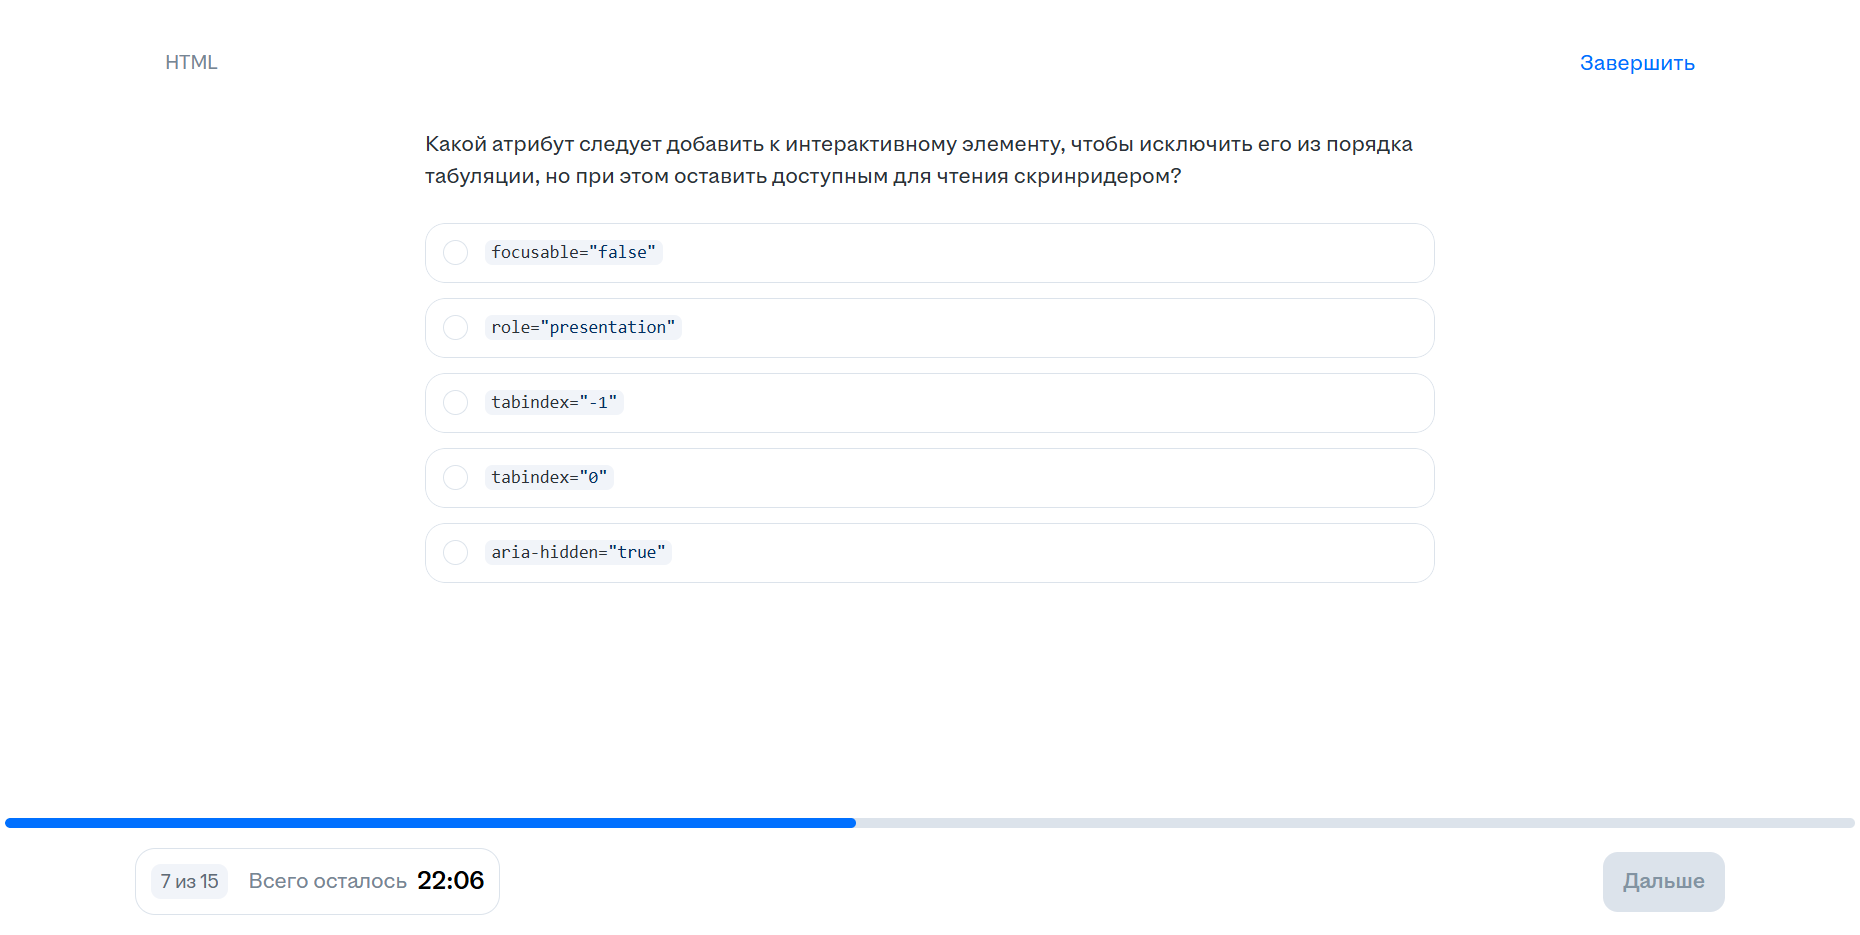 HTML
Завершить
Какой атрибут следует добавить к интерактивному элементу, чтобы исключить его из порядка
табуляции, но при этом оставить доступным для чтения скринридером?
focusable="false"
role="presentation"
tabindex="-1"
tabindex="0"
aria-hidden="true"
7 из 15 Всего осталось 22:06
Дальше